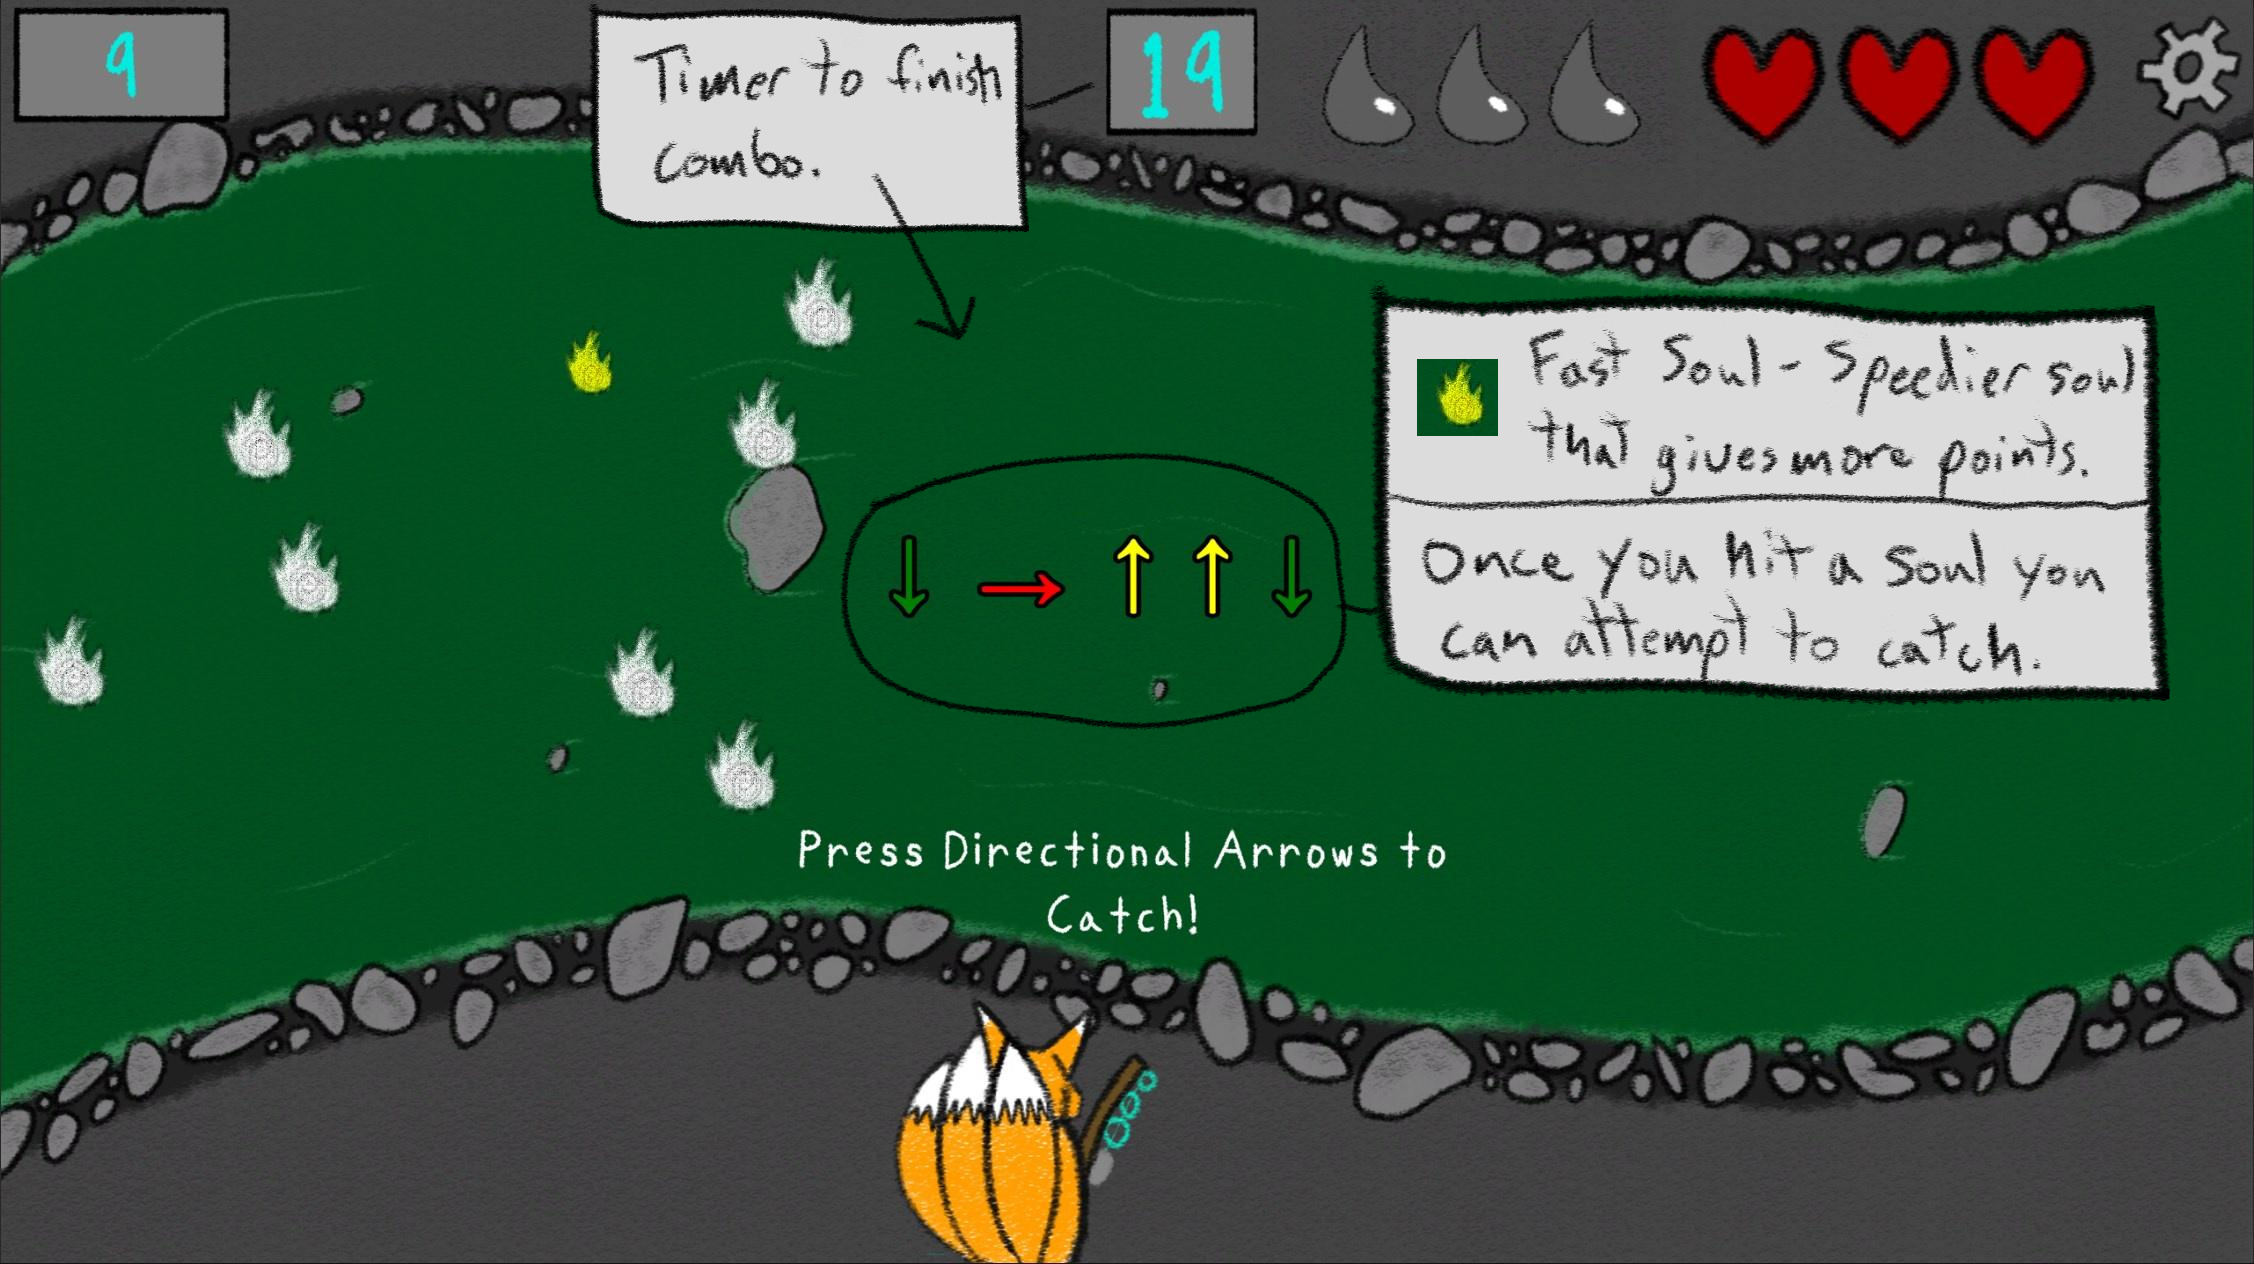 9
Timer to finish
combo.
19
Fast Soul - Speedier soul
that gives more points.
Once you hit a soul you
can attempt to catch.
Press Directional Arrows to
Catch!